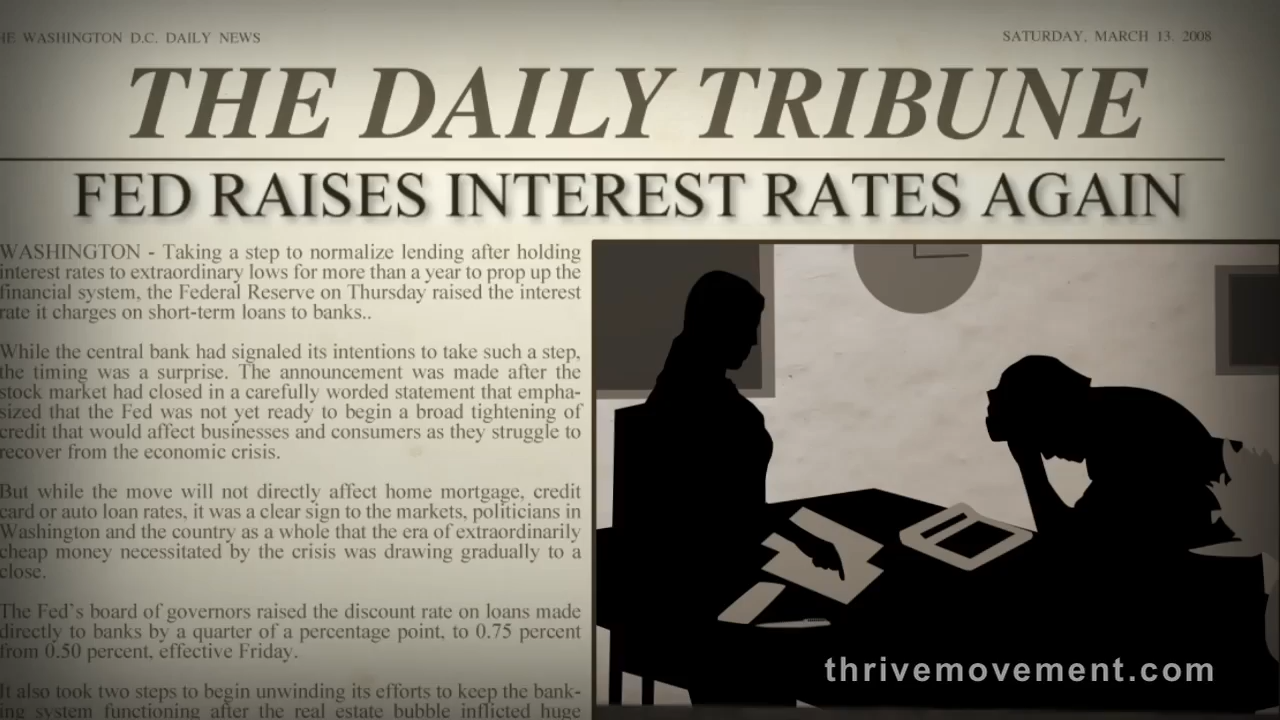 HE WASHINGTON D.C. DAILY NEWS
SATURDAY, MARCH 13. 2008
THE DAILY TRIBUNE
FED RAISES INTEREST RATES AGAIN
WASHINGTON - Taking a step to normalize lending after holding
interest rates to extraordinary lows for more than a year to prop up the
financial system, the Federal Reserve on Thursday raised the interest
rate it charges on short-term loans to banks..
While the central bank had signaled its intentions to take such a step,
the timing was a surprise. The announcement was made after the
stock market had closed in a carefully worded statement that empha-
sized that the Fed was not yet ready to begin a broad tightening of
credit that would affect businesses and consumers as they struggle to
recover from the economic crisis.
But while the move will not directly affect home mortgage, credit
card or auto loan rates, it was a clear sign to the markets, politicians in
Washington and the country as a whole that the era of extraordinarily
cheap money necessitated by the crisis was drawing gradually to a
close.
The Fed's board of governors raised the discount rate on loans made
directly to banks by a quarter of a percentage point, to 0.75 percent
from 0.50 percent, effective Friday.
It also took two steps to begin unwinding its efforts to keep the bank-
ing system functioning after the real estate bubble inflicted huge
thrivemovement.com